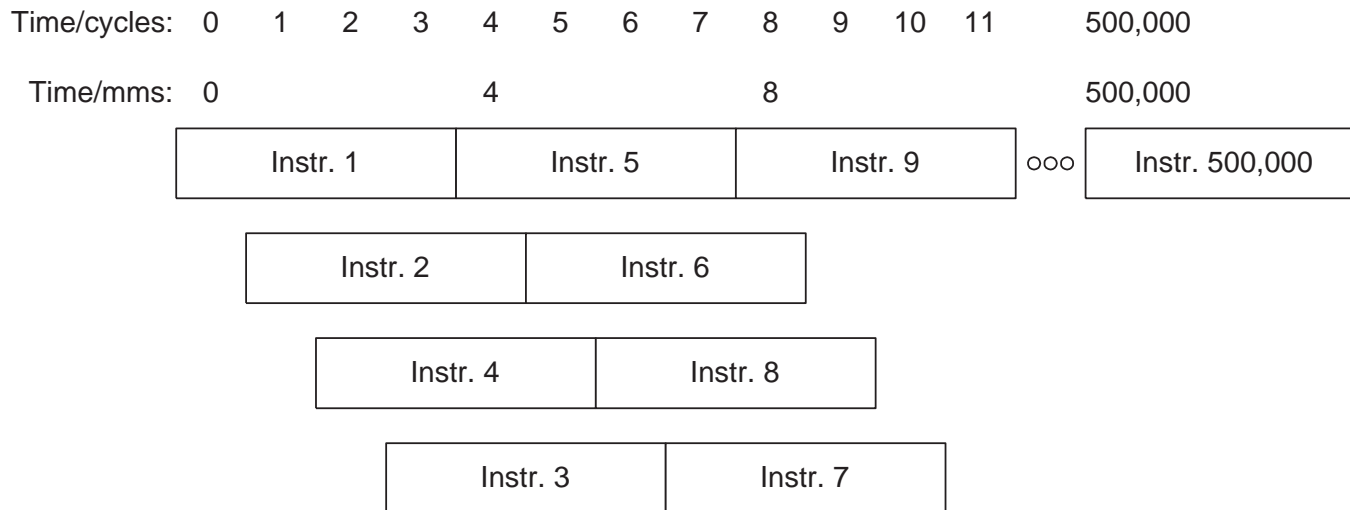 Time/cycles: 0 1 2 3 4 5 6 7 8 9 10 11 500,000
Time/mms: 0 4 8 500,000
Instr. 1 Instr. 5 Instr. 9 ooo Instr. 500,000
Instr. 2 Instr. 6
Instr. 4 Instr. 8
Instr. 3 Instr. 7